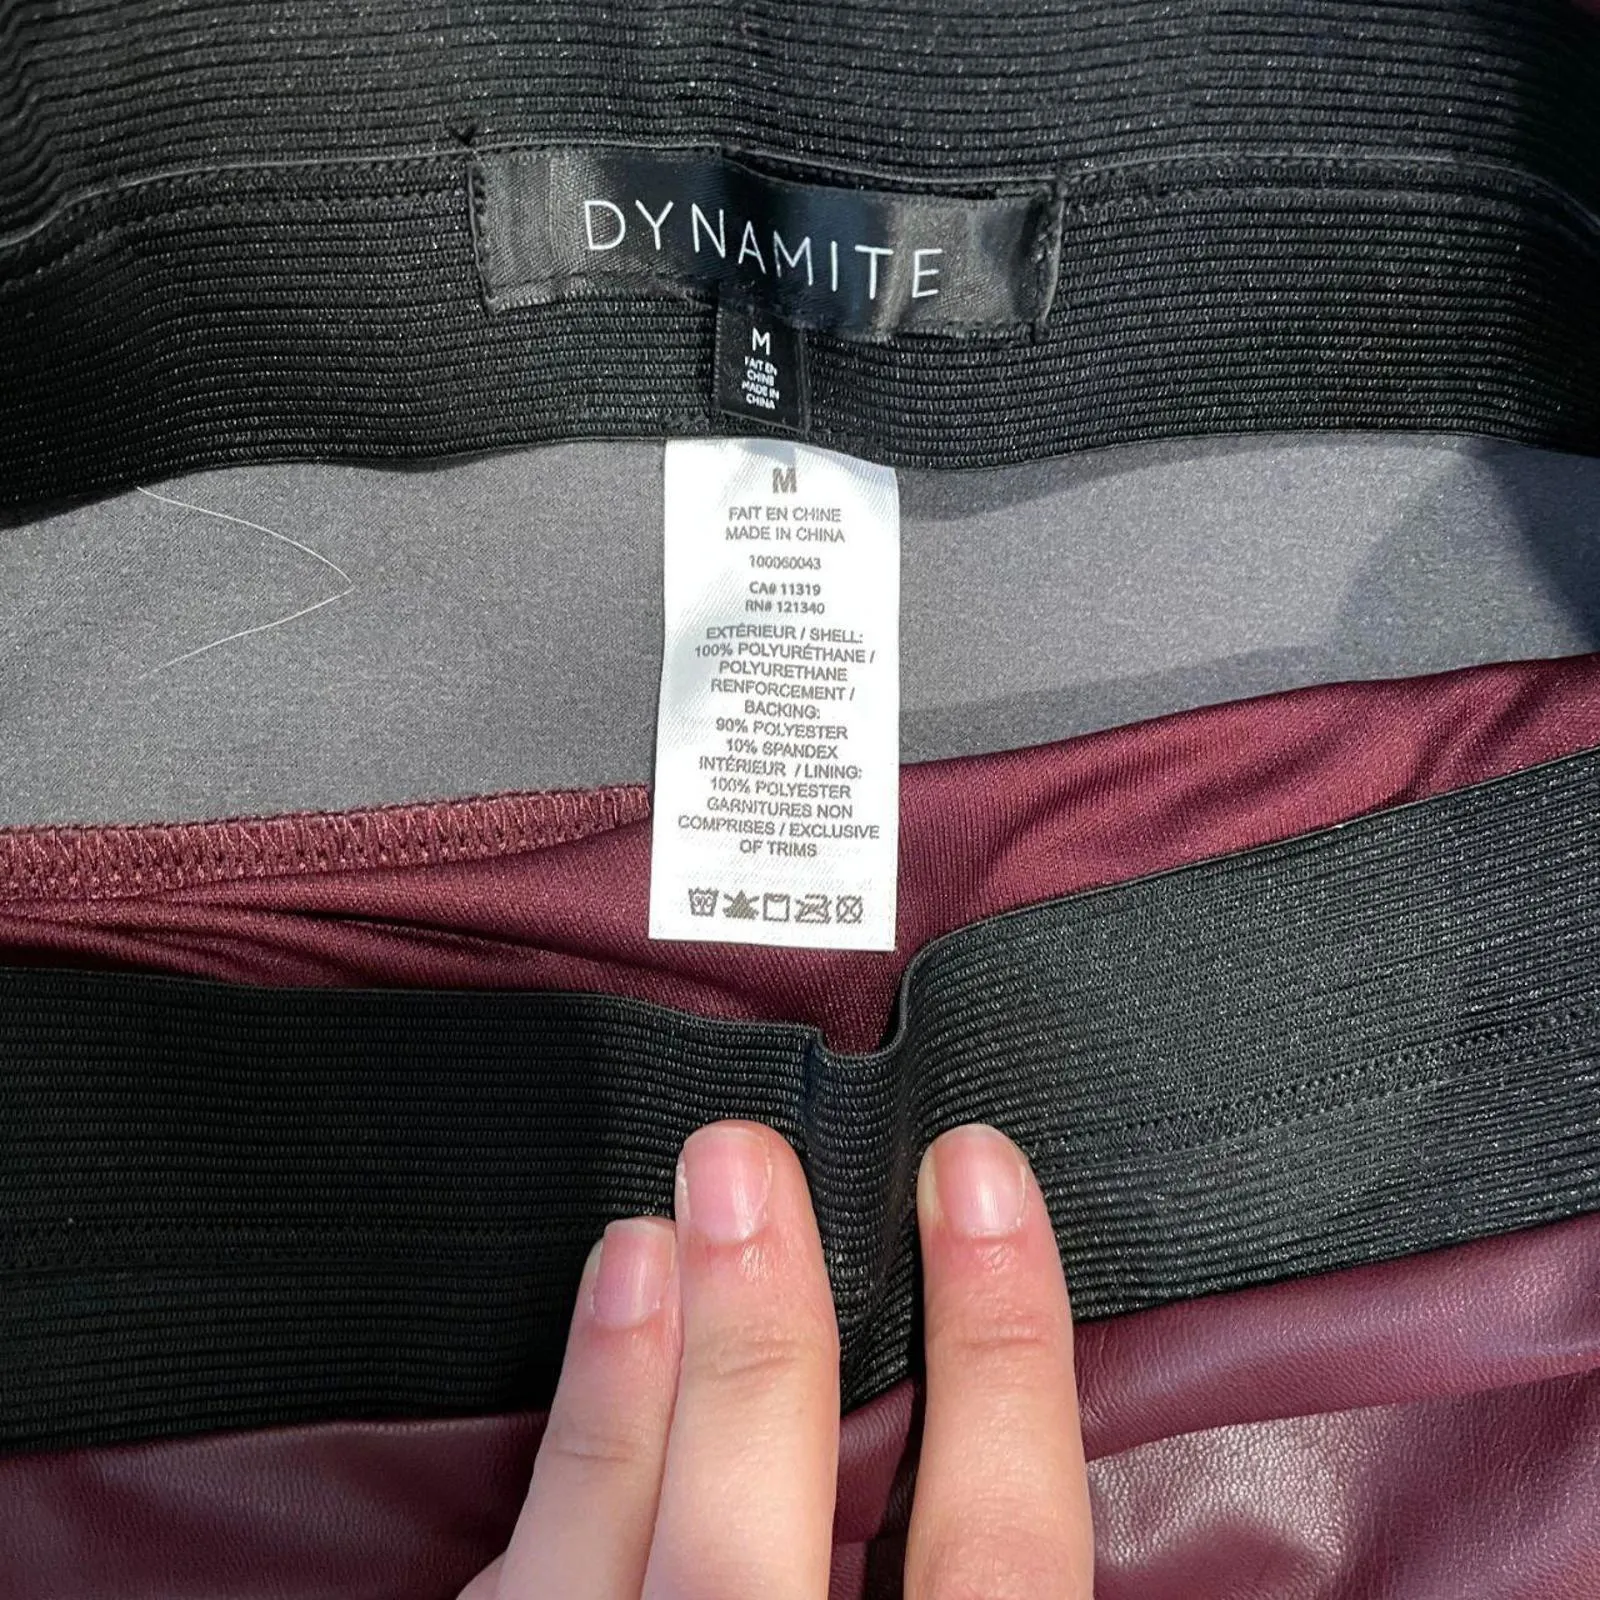 DYNAMITE
M
FAIT EN
CHINE
MADE IN
CHINA
M
FAIT EN CHINE
MADE IN CHINA
100060043
CA# 11319
RN# 121340
EXTÉRIEUR / SHELL:
100% POLYURÉTHANE /
POLYURETHANE
RENFORCEMENT /
BACKING:
90% POLYESTER
10% SPANDEX
INTÉRIEUR / LINING:
100% POLYESTER
GARNITURES NON
COMPRISES / EXCLUSIVE
OF TRIMS